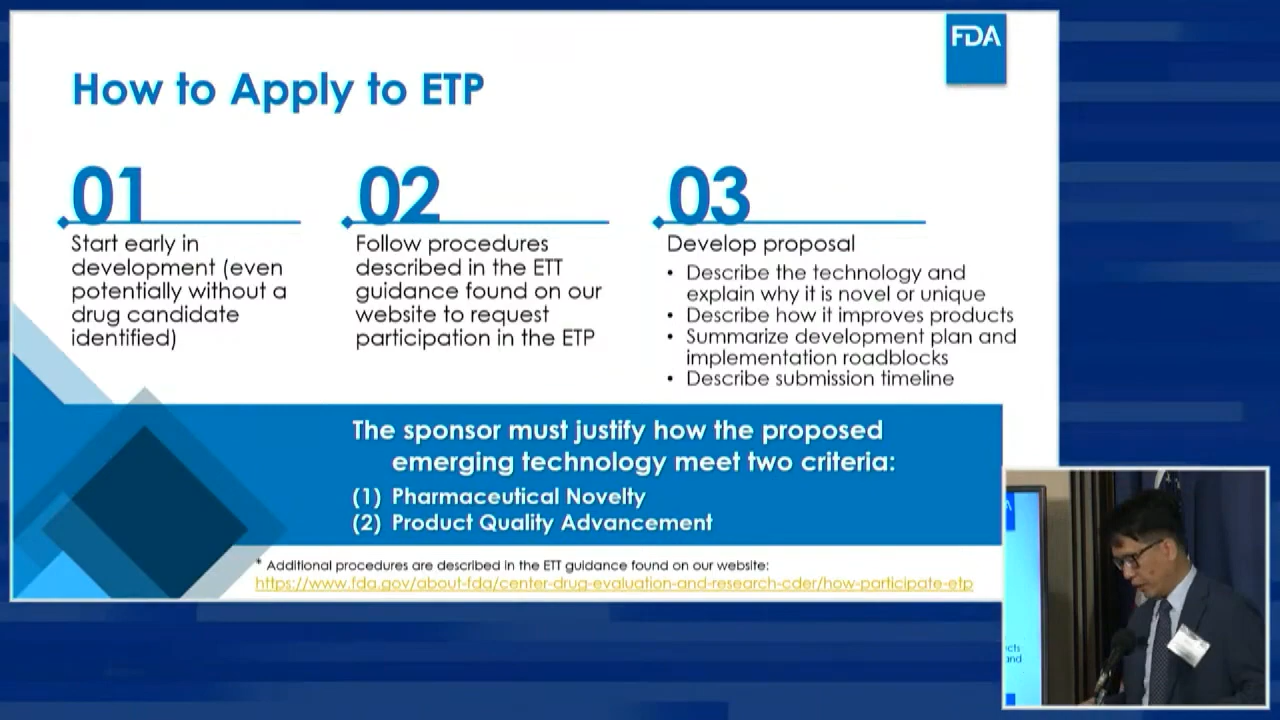 FDA
How to Apply to ETP
01
Start early in
development (even
potentially without a
drug candidate
identified)
02
Follow procedures
described in the ETT
guidance found on our
website to request
participation in the ETP
03
Develop proposal
• Describe the technology and
explain why it is novel or unique
• Describe how it improves products
• Summarize development plan and
implementation roadblocks
• Describe submission timeline
The sponsor must justify how the proposed
emerging technology meet two criteria:
(1) Pharmaceutical Novelty
(2) Product Quality Advancement
* Additional procedures are described in the ETT guidance found on our website:
https://www.fda.gov/about-fda/center-drug-evaluation-and-research-cder/how-participate-etp